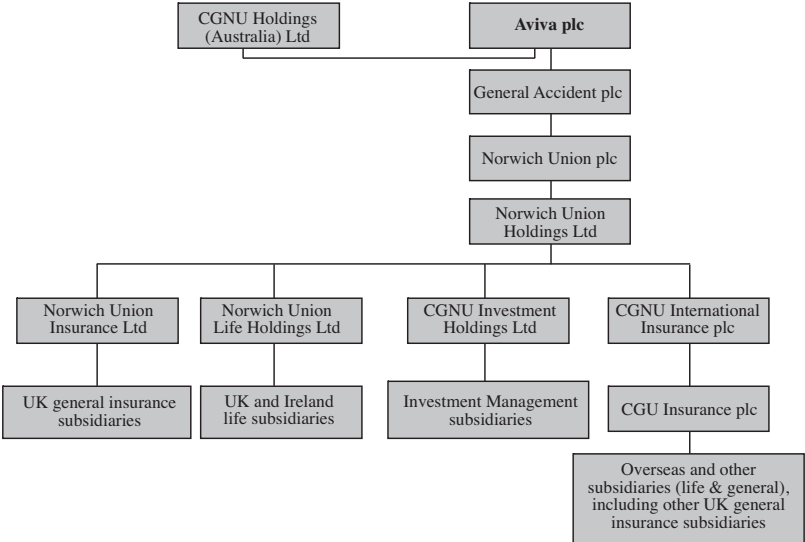 CGNU Holdings
(Australia) Ltd
Aviva plc
General Accident plc
Norwich Union plc
Norwich Union
Holdings Ltd
Norwich Union
Insurance Ltd
Norwich Union
Life Holdings Ltd
CGNU Investment
Holdings Ltd
CGNU International
Insurance plc
UK general insurance
subsidiaries
UK and Ireland
life subsidiaries
Investment Management
subsidiaries
CGU Insurance plc
Overseas and other
subsidiaries (life & general),
including other UK general
insurance subsidiaries